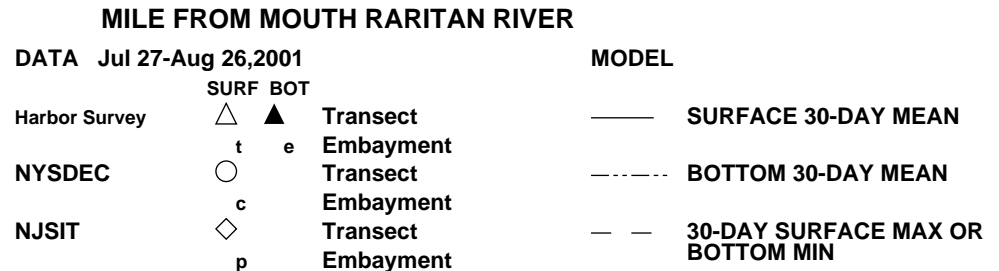 MILE FROM MOUTH RARITAN RIVER
DATA Jul 27-Aug 26,2001 MODEL
SURF BOT
Harbor Survey △ ▲ Transect SURFACE 30-DAY MEAN
t e Embayment
NYSDEC ○ Transect BOTTOM 30-DAY MEAN
c Embayment
NJSIT ◇ Transect 30-DAY SURFACE MAX OR
BOTTOM MIN
p Embayment